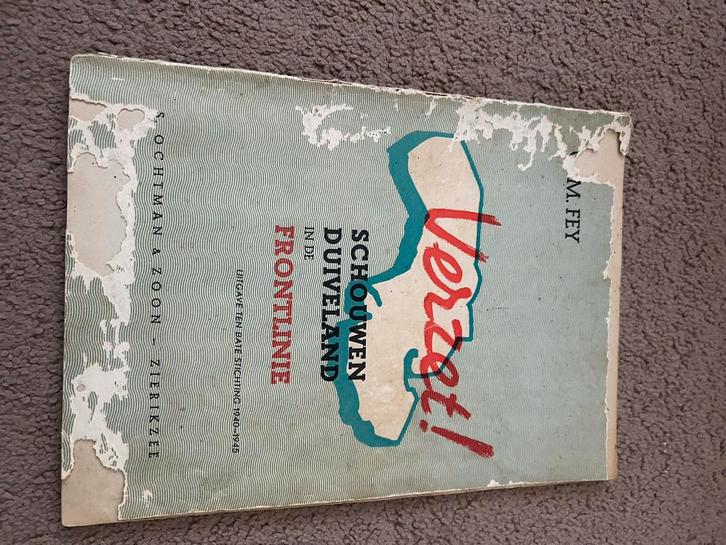 M. FEY
Verzet!
SCHOUWEN
DUIVELAND
IN DE
FRONTLINIE
UITGAVE TEN BATE STICHTING 1940-1945
S. OCHTMAN & ZOON - ZIERIKZEE